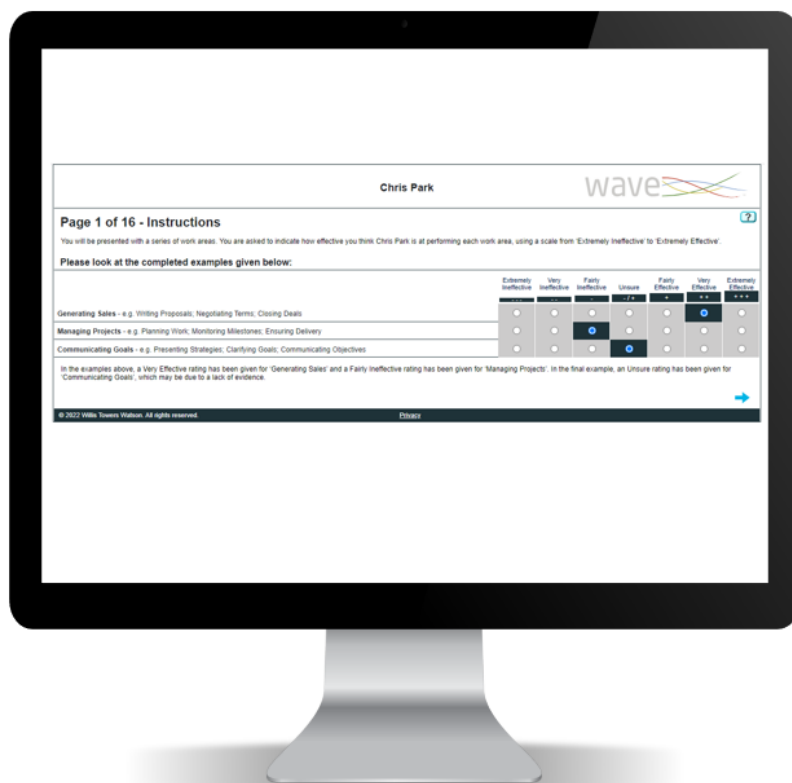 Chris Park
wave
Page 1 of 16 - Instructions
?
You will be presented with a series of work areas. You are asked to indicate how effective you think Chris Park is at performing each work area, using a scale from 'Extremely Ineffective' to 'Extremely Effective'.
Please look at the completed examples given below:
Extremely Ineffective
Very Ineffective
Fairly Ineffective
Unsure
Fairly Effective
Very Effective
Extremely Effective
- - -
- -
-
- / +
+
+ +
+ + +
Generating Sales - e.g. Writing Proposals; Negotiating Terms; Closing Deals
Managing Projects - e.g. Planning Work; Monitoring Milestones; Ensuring Delivery
Communicating Goals - e.g. Presenting Strategies; Clarifying Goals; Communicating Objectives
In the examples above, a Very Effective rating has been given for 'Generating Sales' and a Fairly Ineffective rating has been given for 'Managing Projects'. In the final example, an Unsure rating has been given for
'Communicating Goals', which may be due to a lack of evidence.
© 2022 Willis Towers Watson. All rights reserved.
Privacy